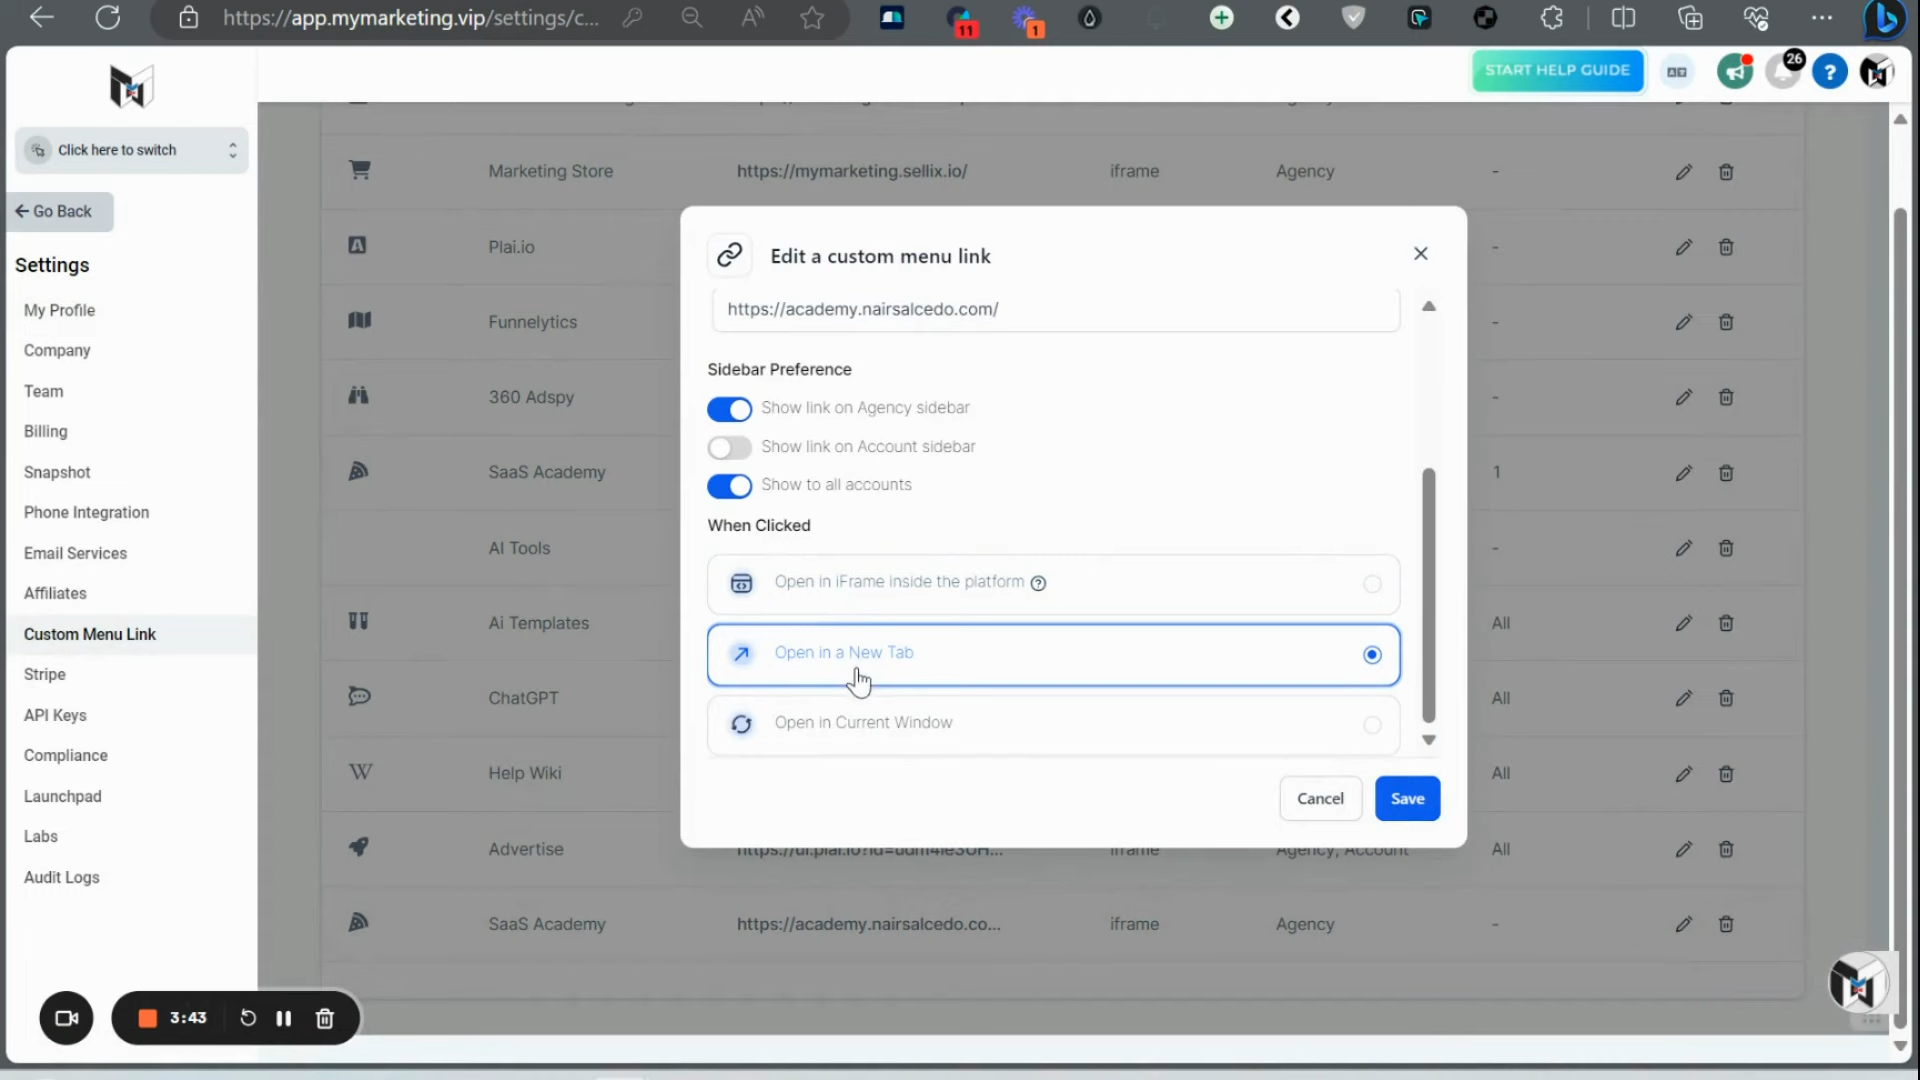 https://app.mymarketing.vip/settings/c...
11
1
START HELP GUIDE
26
Click here to switch
Go Back
Settings
My Profile
Company
Team
Billing
Snapshot
Phone Integration
Email Services
Affiliates
Custom Menu Link
Stripe
API Keys
Compliance
Launchpad
Labs
Audit Logs
Marketing Store https://mymarketing.sellix.io/ iframe Agency -
Plai.io -
Funnelytics -
360 Adspy -
SaaS Academy 1
AI Tools -
Ai Templates All
ChatGPT All
Help Wiki All
Advertise iframe Agency, Account All
SaaS Academy https://academy.nairsalcedo.co... iframe Agency -
Edit a custom menu link
https://academy.nairsalcedo.com/
Sidebar Preference
Show link on Agency sidebar
Show link on Account sidebar
Show to all accounts
When Clicked
Open in iFrame inside the platform
Open in a New Tab
Open in Current Window
Cancel
Save
3:43